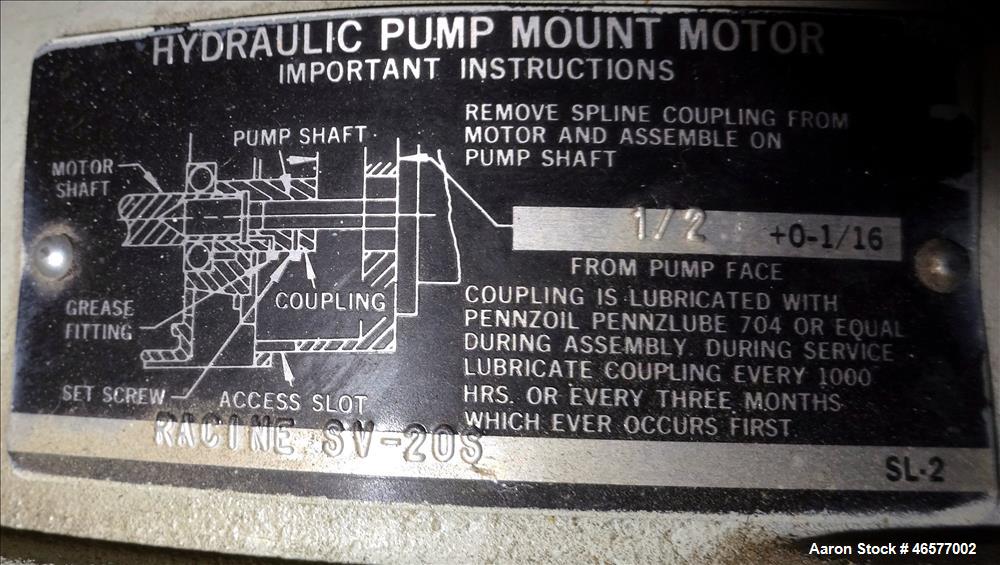 HYDRAULIC PUMP MOUNT MOTOR
IMPORTANT INSTRUCTIONS
REMOVE SPLINE COUPLING FROM
MOTOR AND ASSEMBLE ON
PUMP SHAFT
PUMP SHAFT
MOTOR
SHAFT
1/2 +0-1/16
FROM PUMP FACE
COUPLING
GREASE
FITTING
SET SCREW
ACCESS SLOT
COUPLING IS LUBRICATED WITH
PENNZOIL PENNZLUBE 704 OR EQUAL
DURING ASSEMBLY. DURING SERVICE
LUBRICATE COUPLING EVERY 1000
HRS. OR EVERY THREE MONTHS
WHICH EVER OCCURS FIRST.
RACINE SV-20S
SL-2
Aaron Stock # 46577002